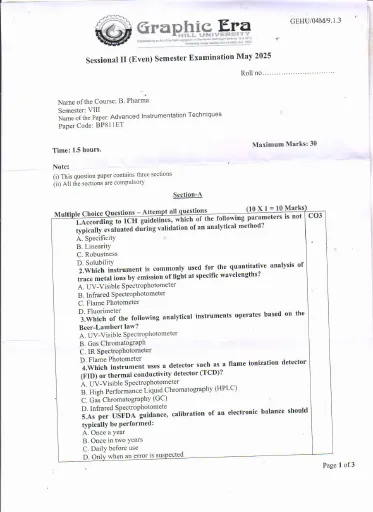 GEHU/04M/9.1.3
Graphic Era
HILL UNIVERSITY
Sessional II (Even) Semester Examination May 2025
Roll no..............................
Name of the Course: B. Pharma
Semester: VIII
Name of the Paper: Advanced Instrumentation Techniques
Paper Code: BP811ET
Time: 1.5 hours.
Maximum Marks: 30
Note:
(i) This question paper contains three sections
(ii) All the sections are compulsory
Section-A
Multiple Choice Questions – Attempt all questions (10 X 1 = 10 Marks)
1.According to ICH guidelines, which of the following parameters is not CO3
typically evaluated during validation of an analytical method?
A. Specificity
B. Linearity
C. Robustness
D. Solubility
2.Which instrument is commonly used for the quantitative analysis of
trace metal ions by emission of light at specific wavelengths?
A. UV-Visible Spectrophotometer
B. Infrared Spectrophotometer
C. Flame Photometer
D. Fluorimeter
3.Which of the following analytical instruments operates based on the
Beer-Lambert law?
A. UV-Visible Spectrophotometer
B. Gas Chromatograph
C. IR Spectrophotometer
D. Flame Photometer
4.Which instrument uses a detector such as a flame ionization detector
(FID) or thermal conductivity detector (TCD)?
A. UV-Visible Spectrophotometer
B. High Performance Liquid Chromatography (HPLC)
C. Gas Chromatography (GC)
D. Infrared Spectrophotomete
5.As per USFDA guidance, calibration of an electronic balance should
typically be performed:
A. Once a year
B. Once in two years
C. Daily before use
D. Only when an error is suspected
Page 1 of 3